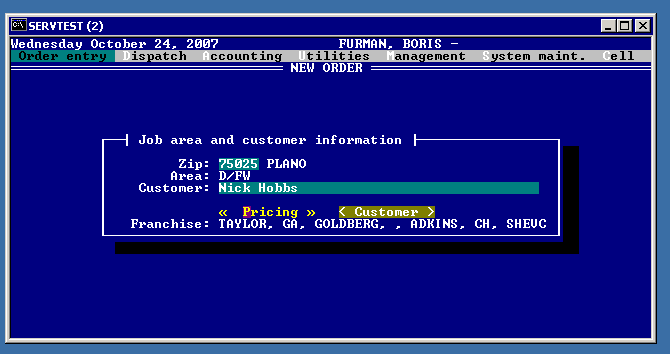 SERVTEST (2)
Wednesday October 24, 2007 FURMAN, BORIS -
Order entry Dispatch Accounting Utilities Management System maint. Cell
NEW ORDER
Job area and customer information
Zip: 75025 PLANO
Area: D/FW
Customer: Nick Hobbs
« Pricing » < Customer >
Franchise: TAYLOR, GA, GOLDBERG, , ADKINS, CH, SHEVC